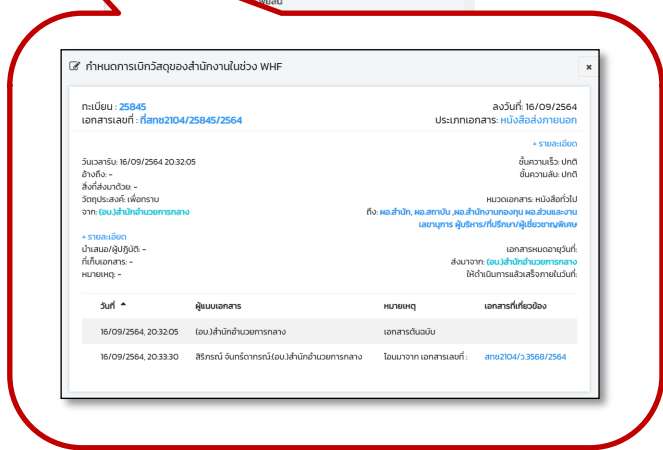 กำหนดการเบิกวัสดุของสำนักงานในช่วง WHF
×
ทะเบียน : 25845
ลงวันที่: 16/09/2564
เอกสารเลขที่ : ที่สทช2104/25845/2564
ประเภทเอกสาร: หนังสือส่งภายนอก
+ รายละเอียด
วันเวลารับ: 16/09/2564 20:32:05
ชั้นความเร็ว: ปกติ
อ้างถึง: -
ชั้นความลับ: ปกติ
สิ่งที่ส่งมาด้วย: -
วัตถุประสงค์: เพื่อทราบ
หมวดเอกสาร: หนังสือทั่วไป
จาก: (อบ.)สำนักอำนวยการกลาง
ถึง: ผอ.สำนัก, ผอ.สถาบัน ,ผอ.สำนักงานกองทุน ผอ.ส่วนและงาน
เลขานุการ ผู้บริหาร/ที่ปรึกษา/ผู้เชี่ยวชาญพิเศษ
+ รายละเอียด
นำเสนอ/ผู้ปฏิบัติ: -
เอกสารหมดอายุวันที่:
ที่เก็บเอกสาร: -
ส่งมาจาก: (อบ.)สำนักอำนวยการกลาง
หมายเหตุ: -
ให้ดำเนินการแล้วเสร็จภายในวันที่:
วันที่ ผู้แนบเอกสาร หมายเหตุ เอกสารที่เกี่ยวข้อง
16/09/2564, 20:32:05 (อบ.)สำนักอำนวยการกลาง เอกสารต้นฉบับ
16/09/2564, 20:33:30 สิริภรณ์ จันทร์ดาภรณ์(อบ.)สำนักอำนวยการกลาง โอนมาจาก เอกสารเลขที่ : สทช2104/ว.3568/2564